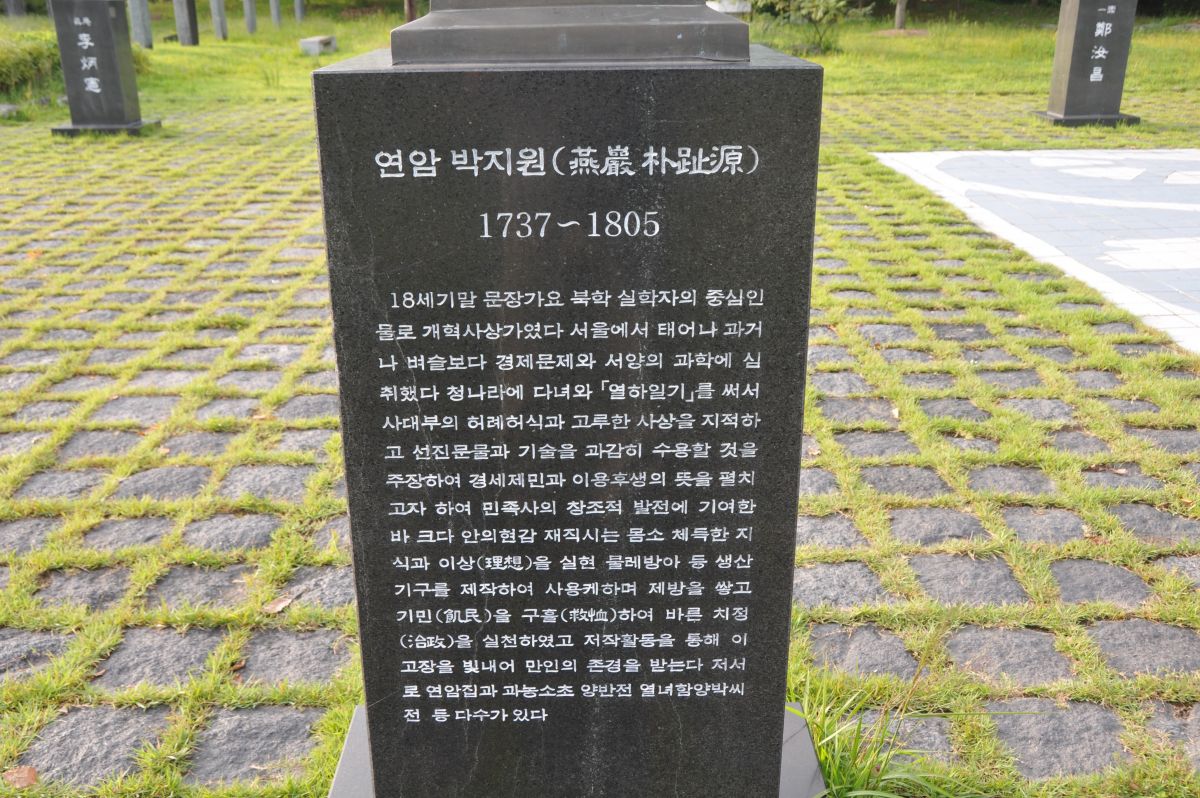 연암 박지원(燕巖 朴趾源)
1737~1805
18세기말 문장가요 북학 실학자의 중심인
물로 개혁사상가였다 서울에서 태어나 과거
나 벼슬보다 경제문제와 서양의 과학에 심
취했다 청나라에 다녀와 「열하일기」를 써서
사대부의 허례허식과 고루한 사상을 지적하
고 선진문물과 기술을 과감히 수용할 것을
주장하여 경세제민과 이용후생의 뜻을 펼치
고자 하여 민족사의 창조적 발전에 기여한
바 크다 안의현감 재직시는 몸소 체득한 지
식과 이상(理想)을 실현 물레방아 등 생산
기구를 제작하여 사용케하며 제방을 쌓고
기민(飢民)을 구휼(救恤)하여 바른 치정
(治政)을 실천하였고 저작활동을 통해 이
고장을 빛내어 만인의 존경을 받는다 저서
로 연암집과 과농소초 양반전 열녀함양박씨
전 등 다수가 있다
李炳憲
一蠹
鄭汝昌